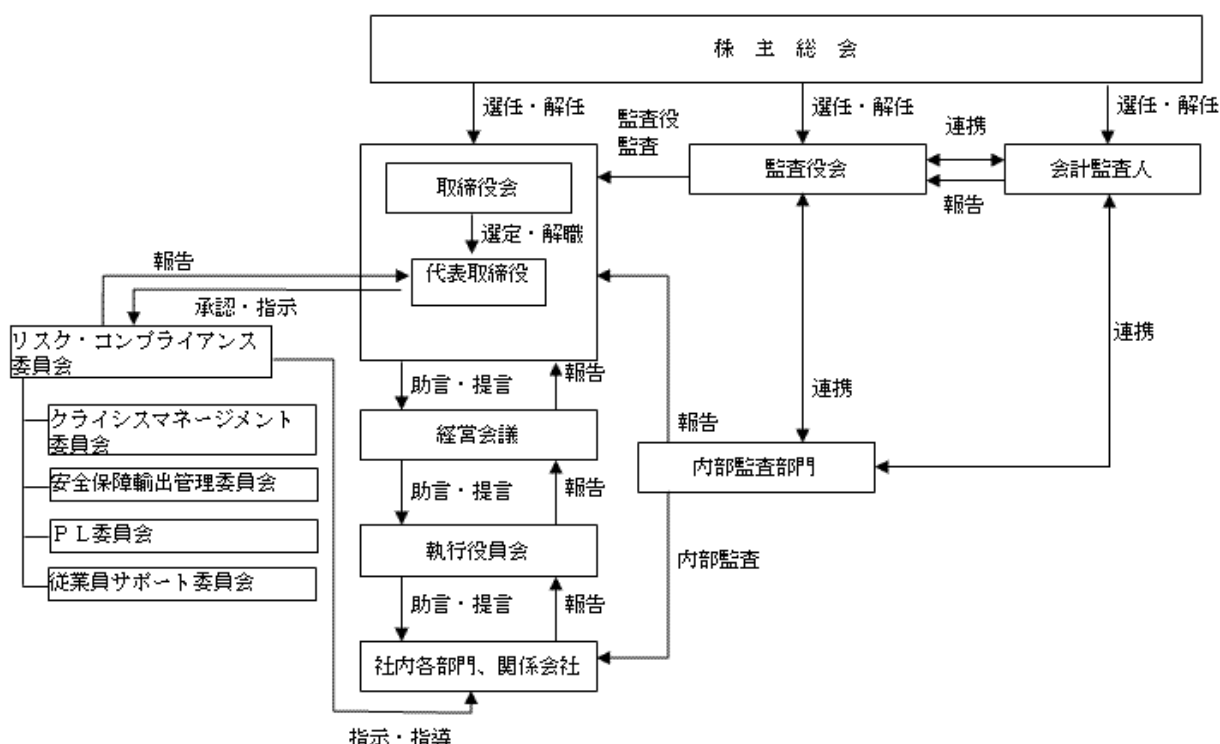 株 主 総 会
選任・解任
選任・解任
選任・解任
監査役
監査
連携
取締役会
監査役会
会計監査人
報告
選定・解職
報告
代表取締役
承認・指示
リスク・コンプライアンス
委員会
連携
助言・提言
報告
連携
クライシスマネージメント
委員会
経営会議
報告
内部監査部門
安全保障輸出管理委員会
助言・提言
報告
PL委員会
執行役員会
内部監査
従業員サポート委員会
助言・提言
報告
社内各部門、関係会社
指示・指導